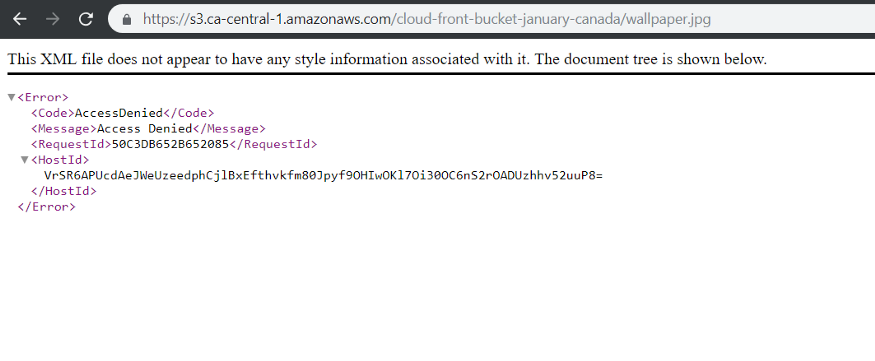 https://s3.ca-central-1.amazonaws.com/cloud-front-bucket-january-canada/wallpaper.jpg
This XML file does not appear to have any style information associated with it. The document tree is shown below.
▼<Error>
<Code>AccessDenied</Code>
<Message>Access Denied</Message>
<RequestId>50C3DB652B652085</RequestId>
▼<HostId>
VrSR6APUcdAeJWeUzeedphCjlBxEfthvkfm80Jpyf9OHIwOKl7Oi30OC6nS2rOADUzhhv52uuP8=
</HostId>
</Error>